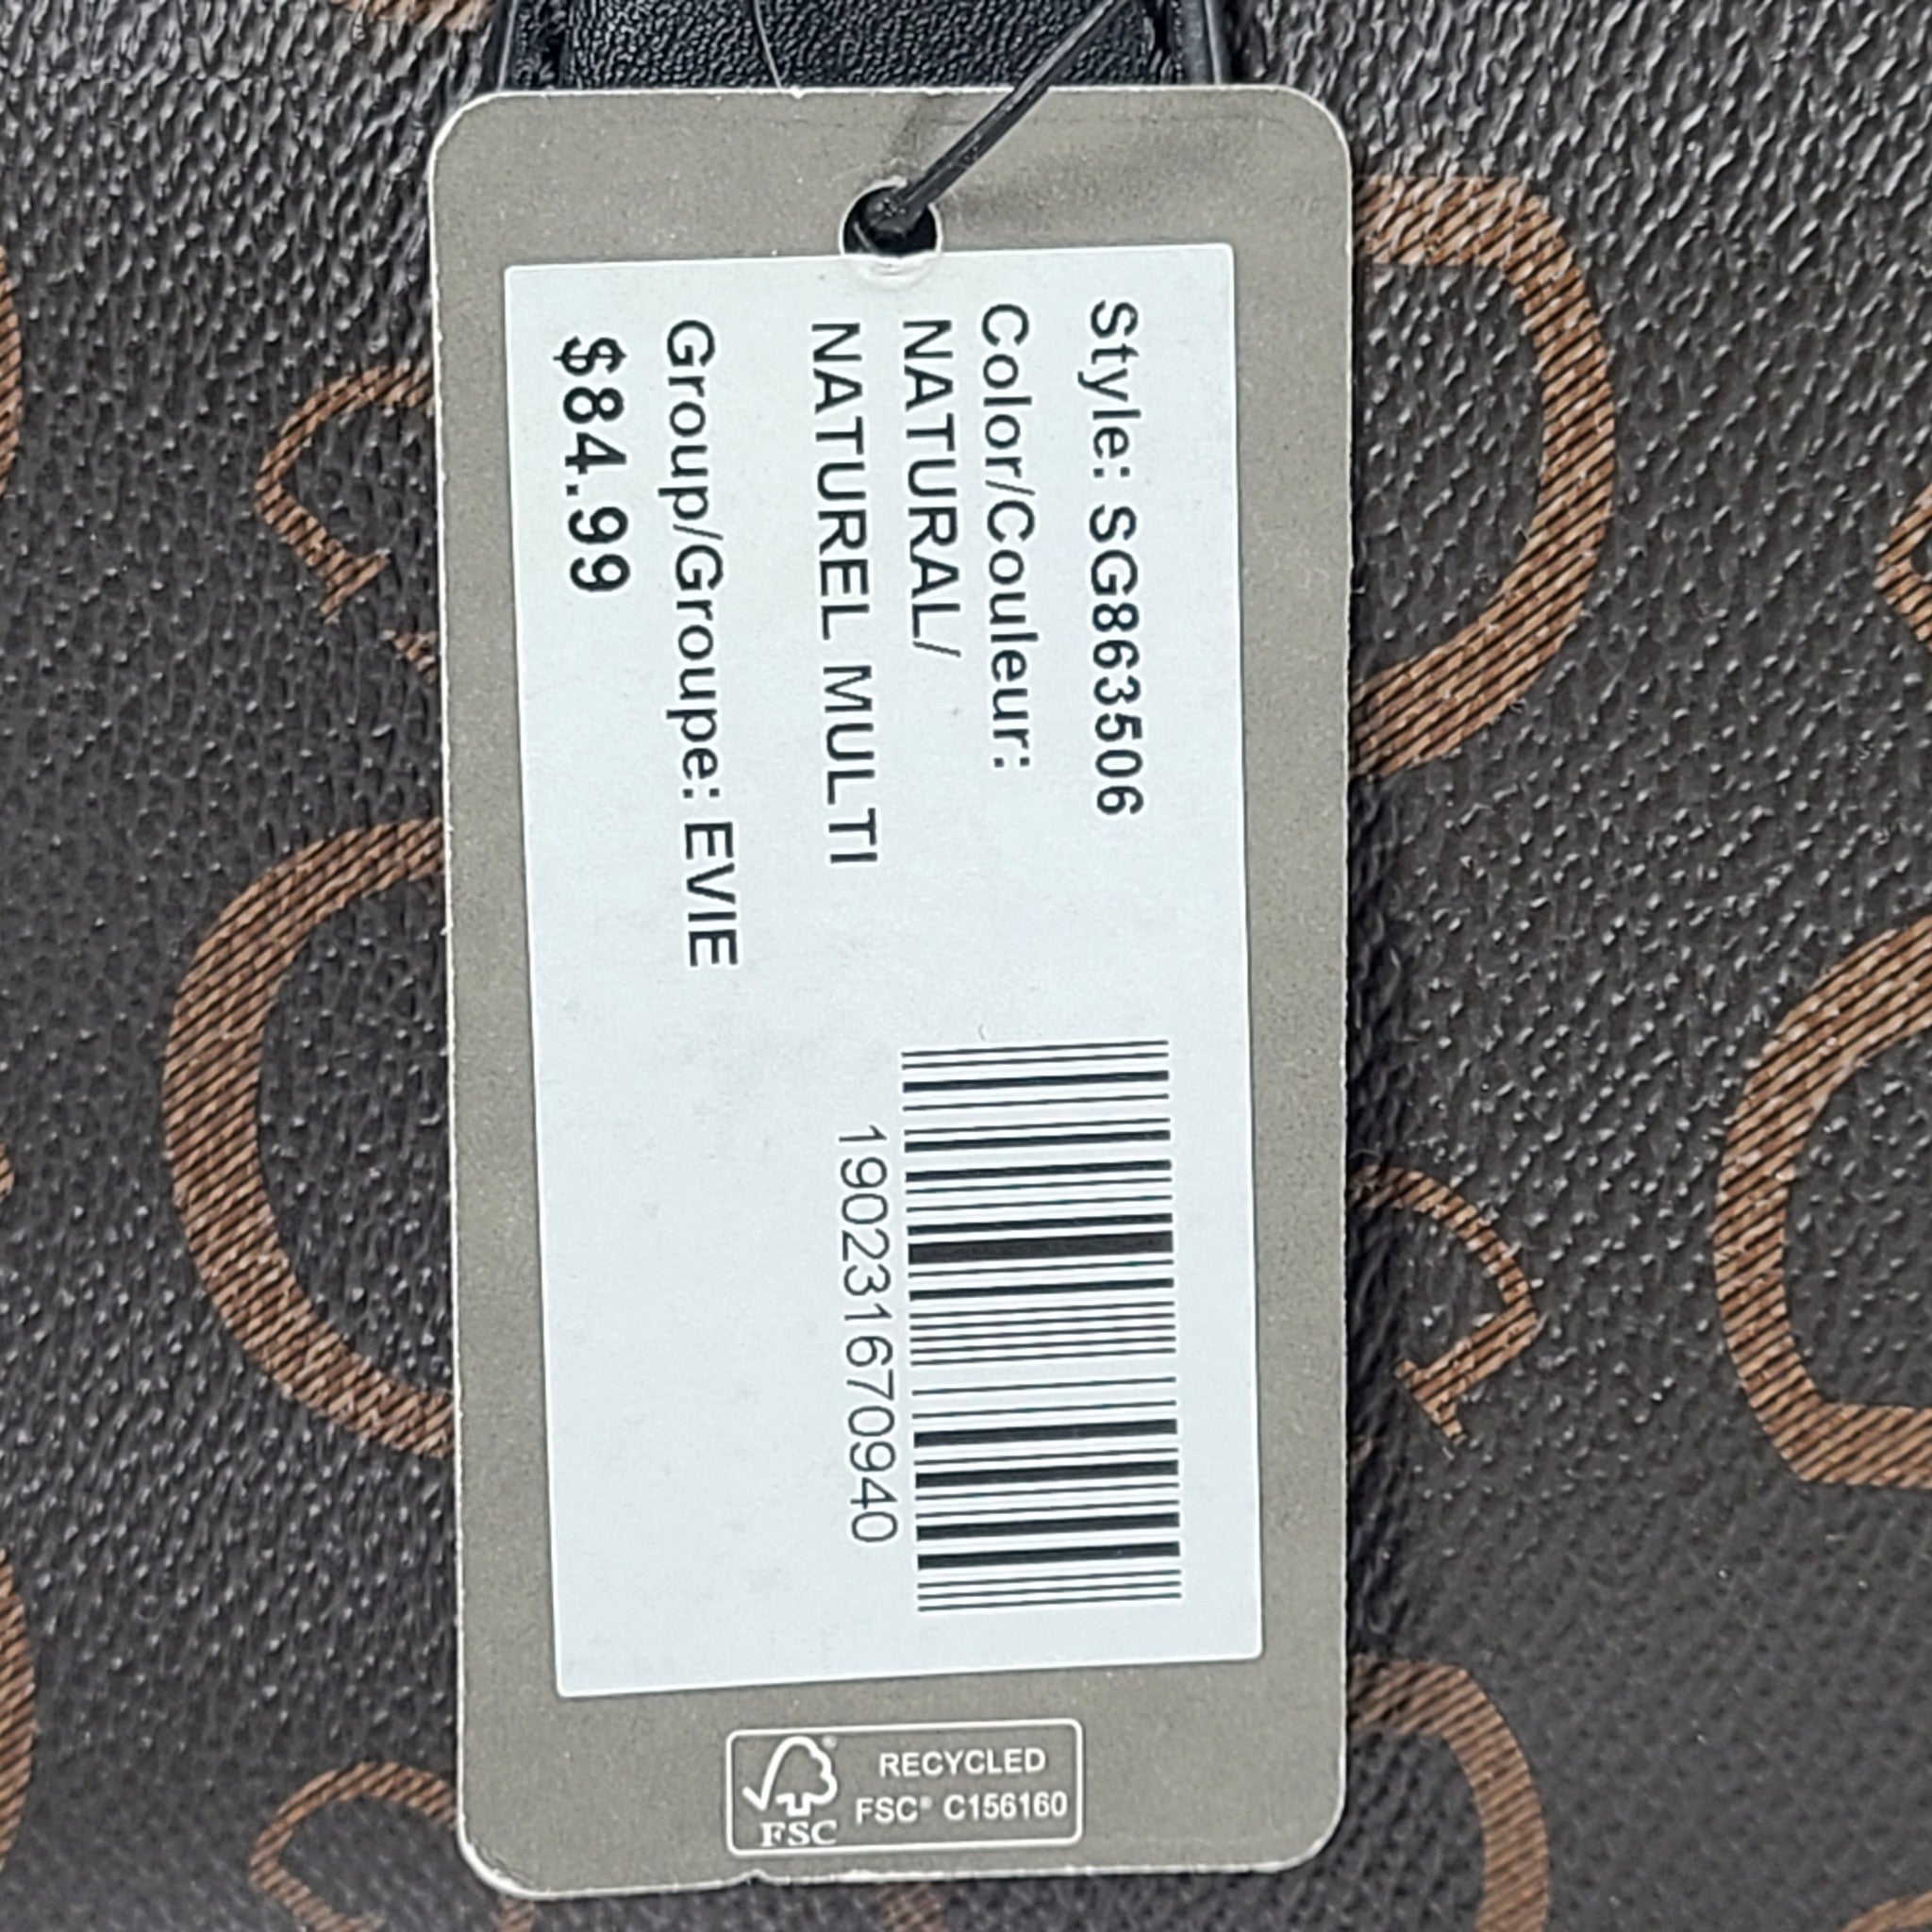 Style: SG863506
Color/Couleur:
NATURAL/
NATUREL MULTI
Group/Groupe: EVIE
$84.99
190231670940
FSC
RECYCLED
FSC® C156160